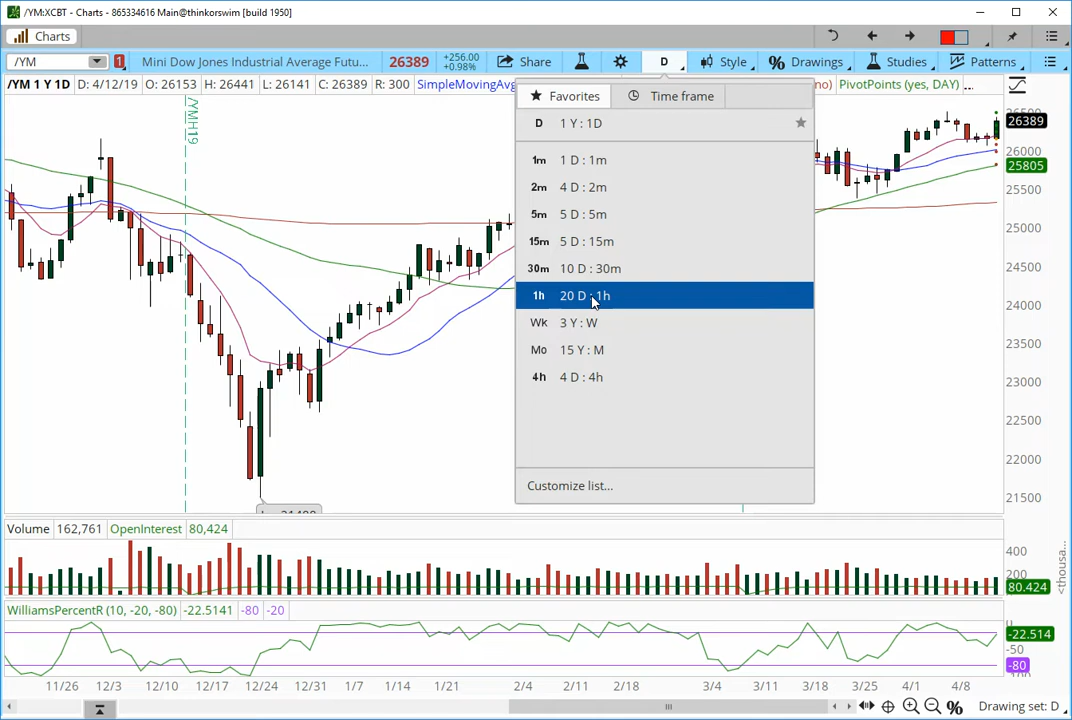 /YM:XCBT - Charts - 865334616 Main@thinkorswim [build 1950]
Charts
/YM 1 Mini Dow Jones Industrial Average Futu... 26389 +256.00 +0.98% Share D Style % Drawings Studies Patterns
/YM 1 Y 1D D: 4/12/19 O: 26153 H: 26441 L: 26141 C: 26389 R: 300 SimpleMovingAvg no) PivotPoints (yes, DAY) ...
Favorites Time frame
D 1 Y : 1D
1m 1 D : 1m
2m 4 D : 2m
5m 5 D : 5m
15m 5 D : 15m
30m 10 D : 30m
1h 20 D : 1h
Wk 3 Y : W
Mo 15 Y : M
4h 4 D : 4h
Customize list...
/YMH19
26389
26000
25805
25500
25000
24500
24000
23500
23000
22500
22000
21500
Volume 162,761 OpenInterest 80,424
400
200
80.424
<thousa...
WilliamsPercentR (10, -20, -80) -22.5141 -80 -20
-22.514
-50
-80
11/26 12/3 12/10 12/17 12/24 12/31 1/7 1/14 1/21 2/4 2/11 2/18 3/4 3/11 3/18 3/25 4/1 4/8
% Drawing set: D